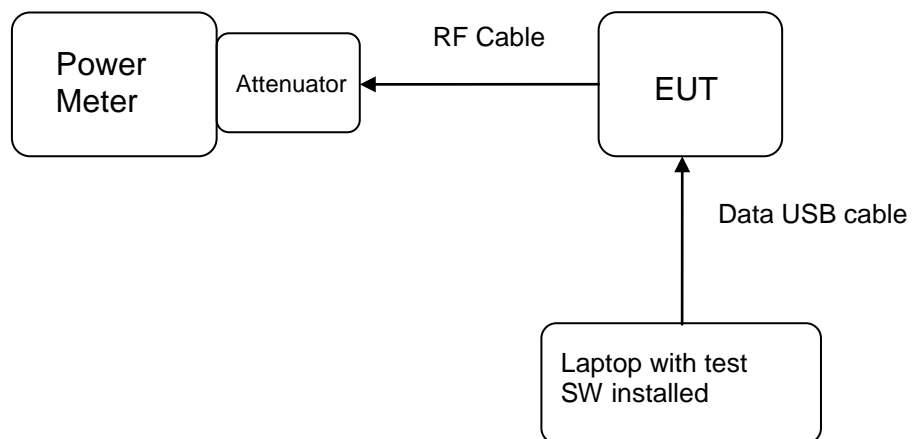 RF Cable
Power
Meter
Attenuator
EUT
Data USB cable
Laptop with test
SW installed